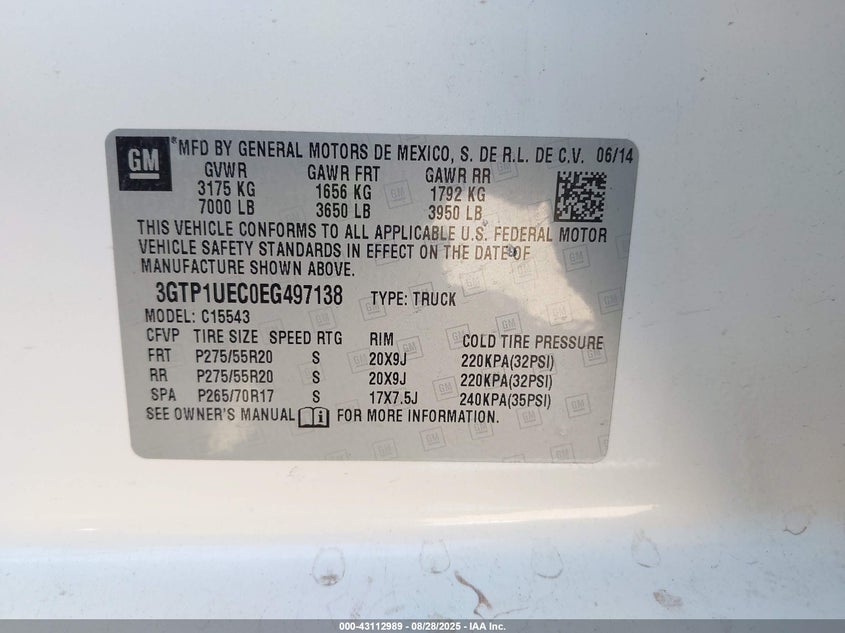 GM
®MFD BY GENERAL MOTORS DE MEXICO, S. DE R.L. DE C.V. 06/14
GVWR GAWR FRT GAWR RR
3175 KG 1656 KG 1792 KG
7000 LB 3650 LB 3950 LB
THIS VEHICLE CONFORMS TO ALL APPLICABLE U.S. FEDERAL MOTOR
VEHICLE SAFETY STANDARDS IN EFFECT ON THE DATE OF
MANUFACTURE SHOWN ABOVE.
3GTP1UEC0EG497138 TYPE: TRUCK
MODEL: C15543
CFVP TIRE SIZE SPEED RTG RIM COLD TIRE PRESSURE
FRT P275/55R20 S 20X9J 220KPA(32PSI)
RR P275/55R20 S 20X9J 220KPA(32PSI)
SPA P265/70R17 S 17X7.5J 240KPA(35PSI)
SEE OWNER'S MANUAL FOR MORE INFORMATION.
000-43112989 - 08/28/2025 - IAA Inc.